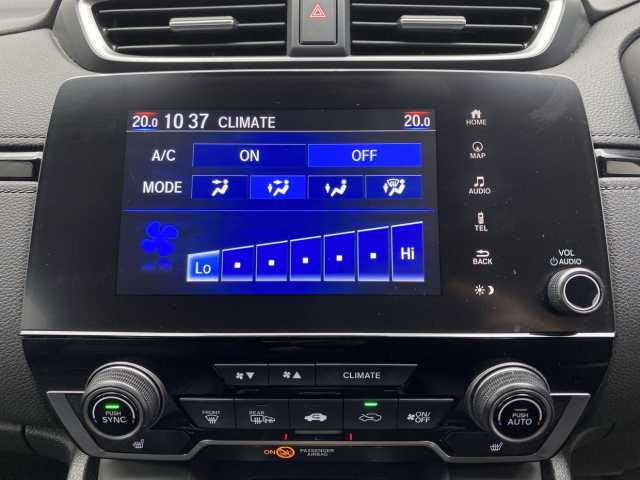 20.0 10 37 CLIMATE 20.0
A/C ON OFF
MODE
Lo Hi
HOME
MAP
AUDIO
TEL
BACK
VOL
AUDIO
CLIMATE
PUSH
SYNC
FRONT
REAR
ON/
OFF
PUSH
AUTO
ON
PASSENGER
AIRBAG